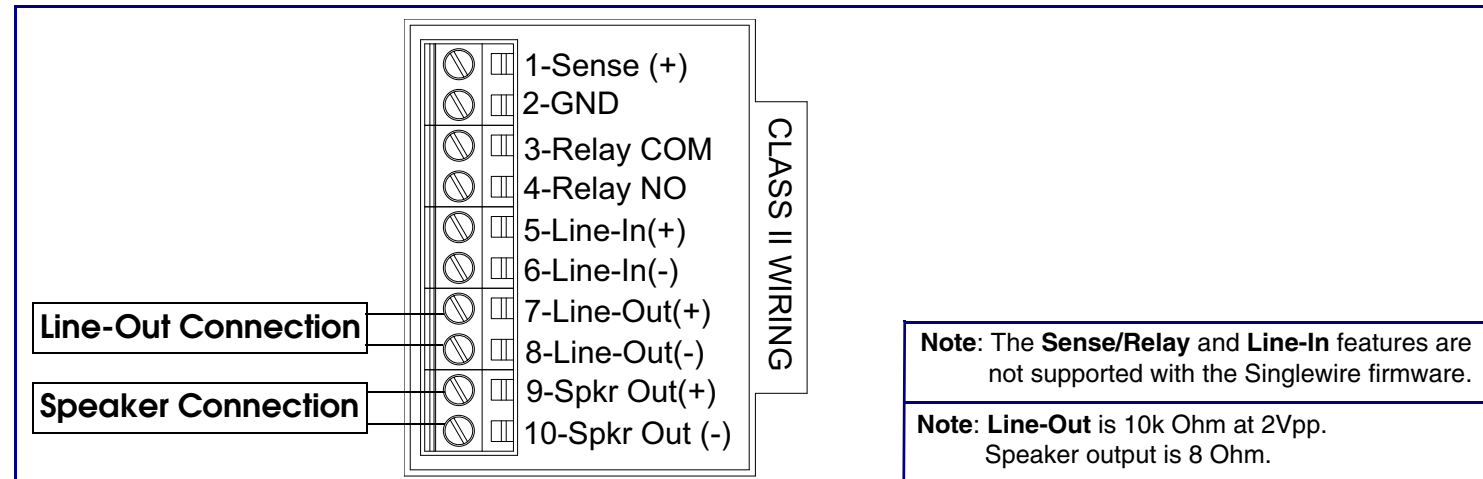 1-Sense (+)
2-GND
3-Relay COM
4-Relay NO
5-Line-In(+)
6-Line-In(-)
7-Line-Out(+)
8-Line-Out(-)
9-Spkr Out(+)
10-Spkr Out (-)
CLASS II WIRING
Line-Out Connection
Speaker Connection
Note: The Sense/Relay and Line-In features are
not supported with the Singlewire firmware.
Note: Line-Out is 10k Ohm at 2Vpp.
Speaker output is 8 Ohm.